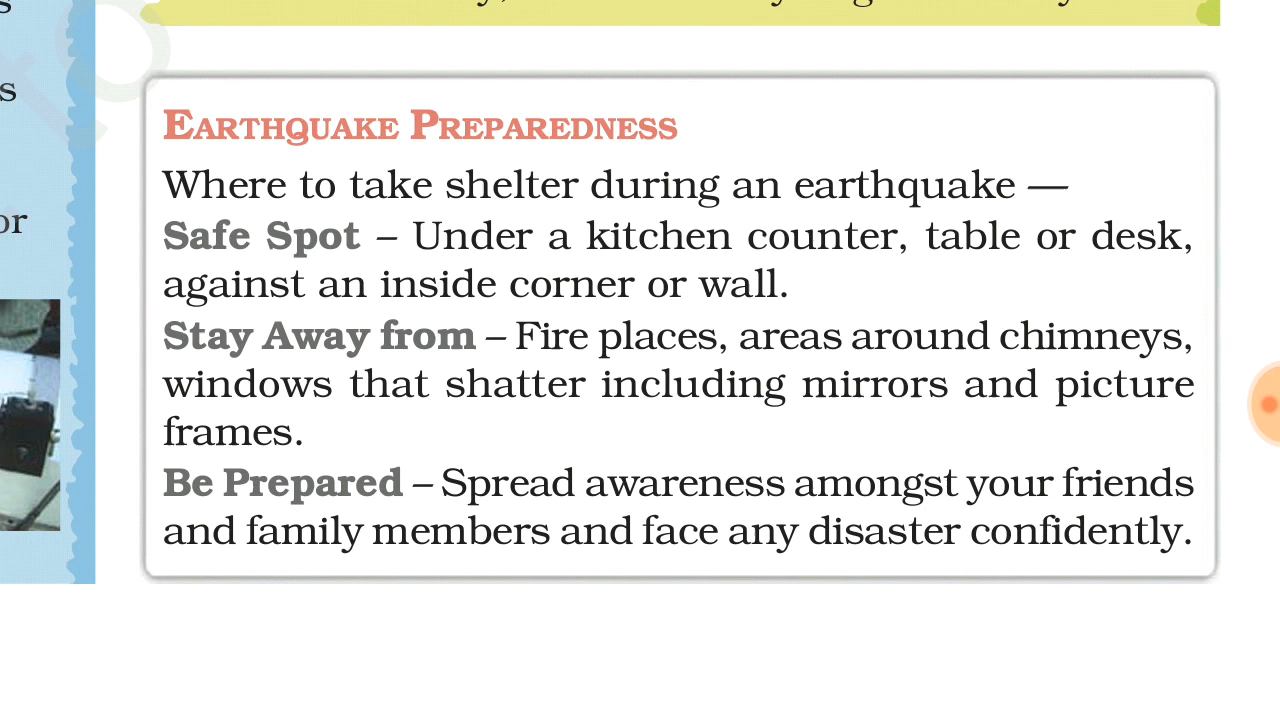 s
s
or
EARTHQUAKE PREPAREDNESS
Where to take shelter during an earthquake —
Safe Spot – Under a kitchen counter, table or desk,
against an inside corner or wall.
Stay Away from – Fire places, areas around chimneys,
windows that shatter including mirrors and picture
frames.
Be Prepared – Spread awareness amongst your friends
and family members and face any disaster confidently.